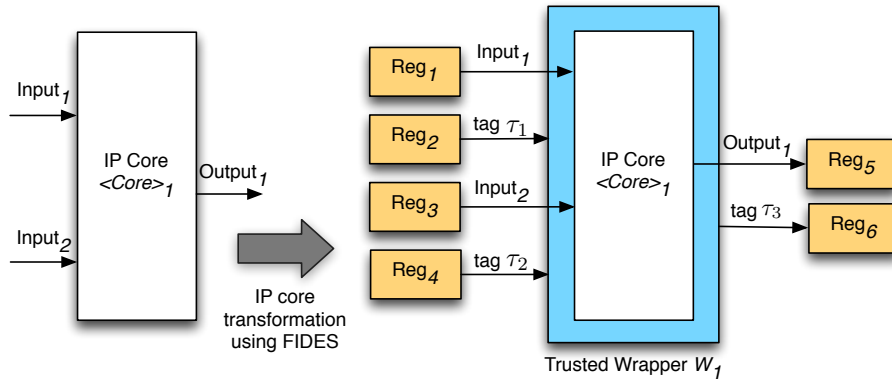 Input1
IP Core
<Core>1
Output1
Input2
IP core
transformation
using FIDES
Reg1
Input1
Reg2
tag τ1
Reg3
Input2
Reg4
tag τ2
IP Core
<Core>1
Output1
Reg5
tag τ3
Reg6
Trusted Wrapper W1